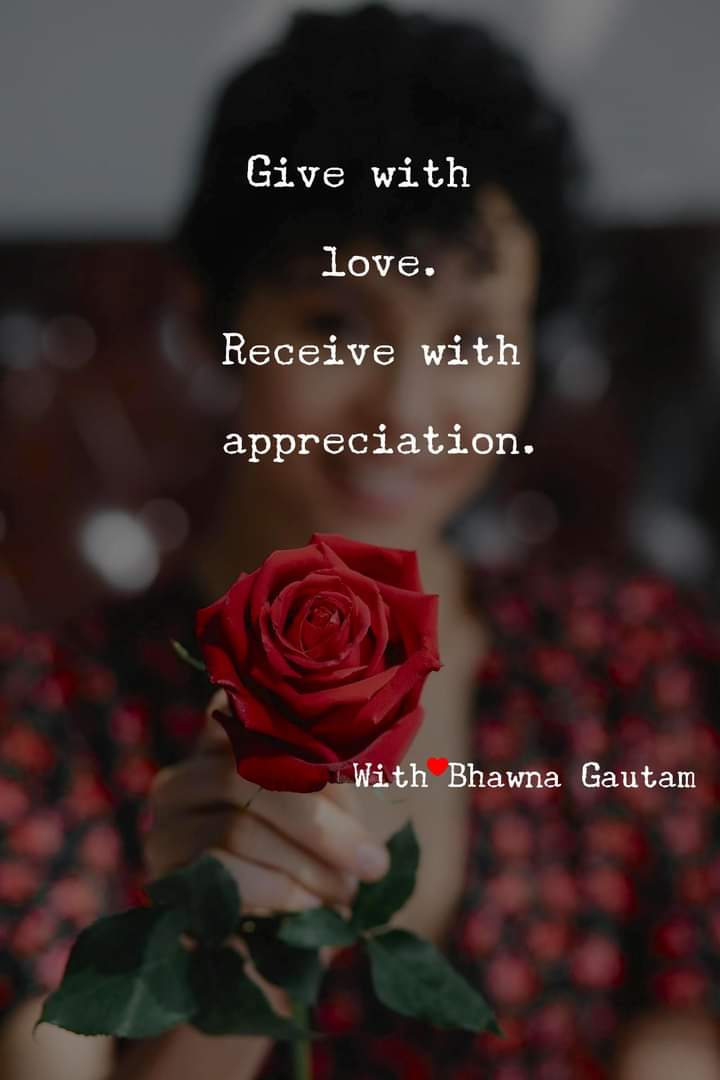 Give with
love.
Receive with
appreciation.
With❤Bhawna Gautam